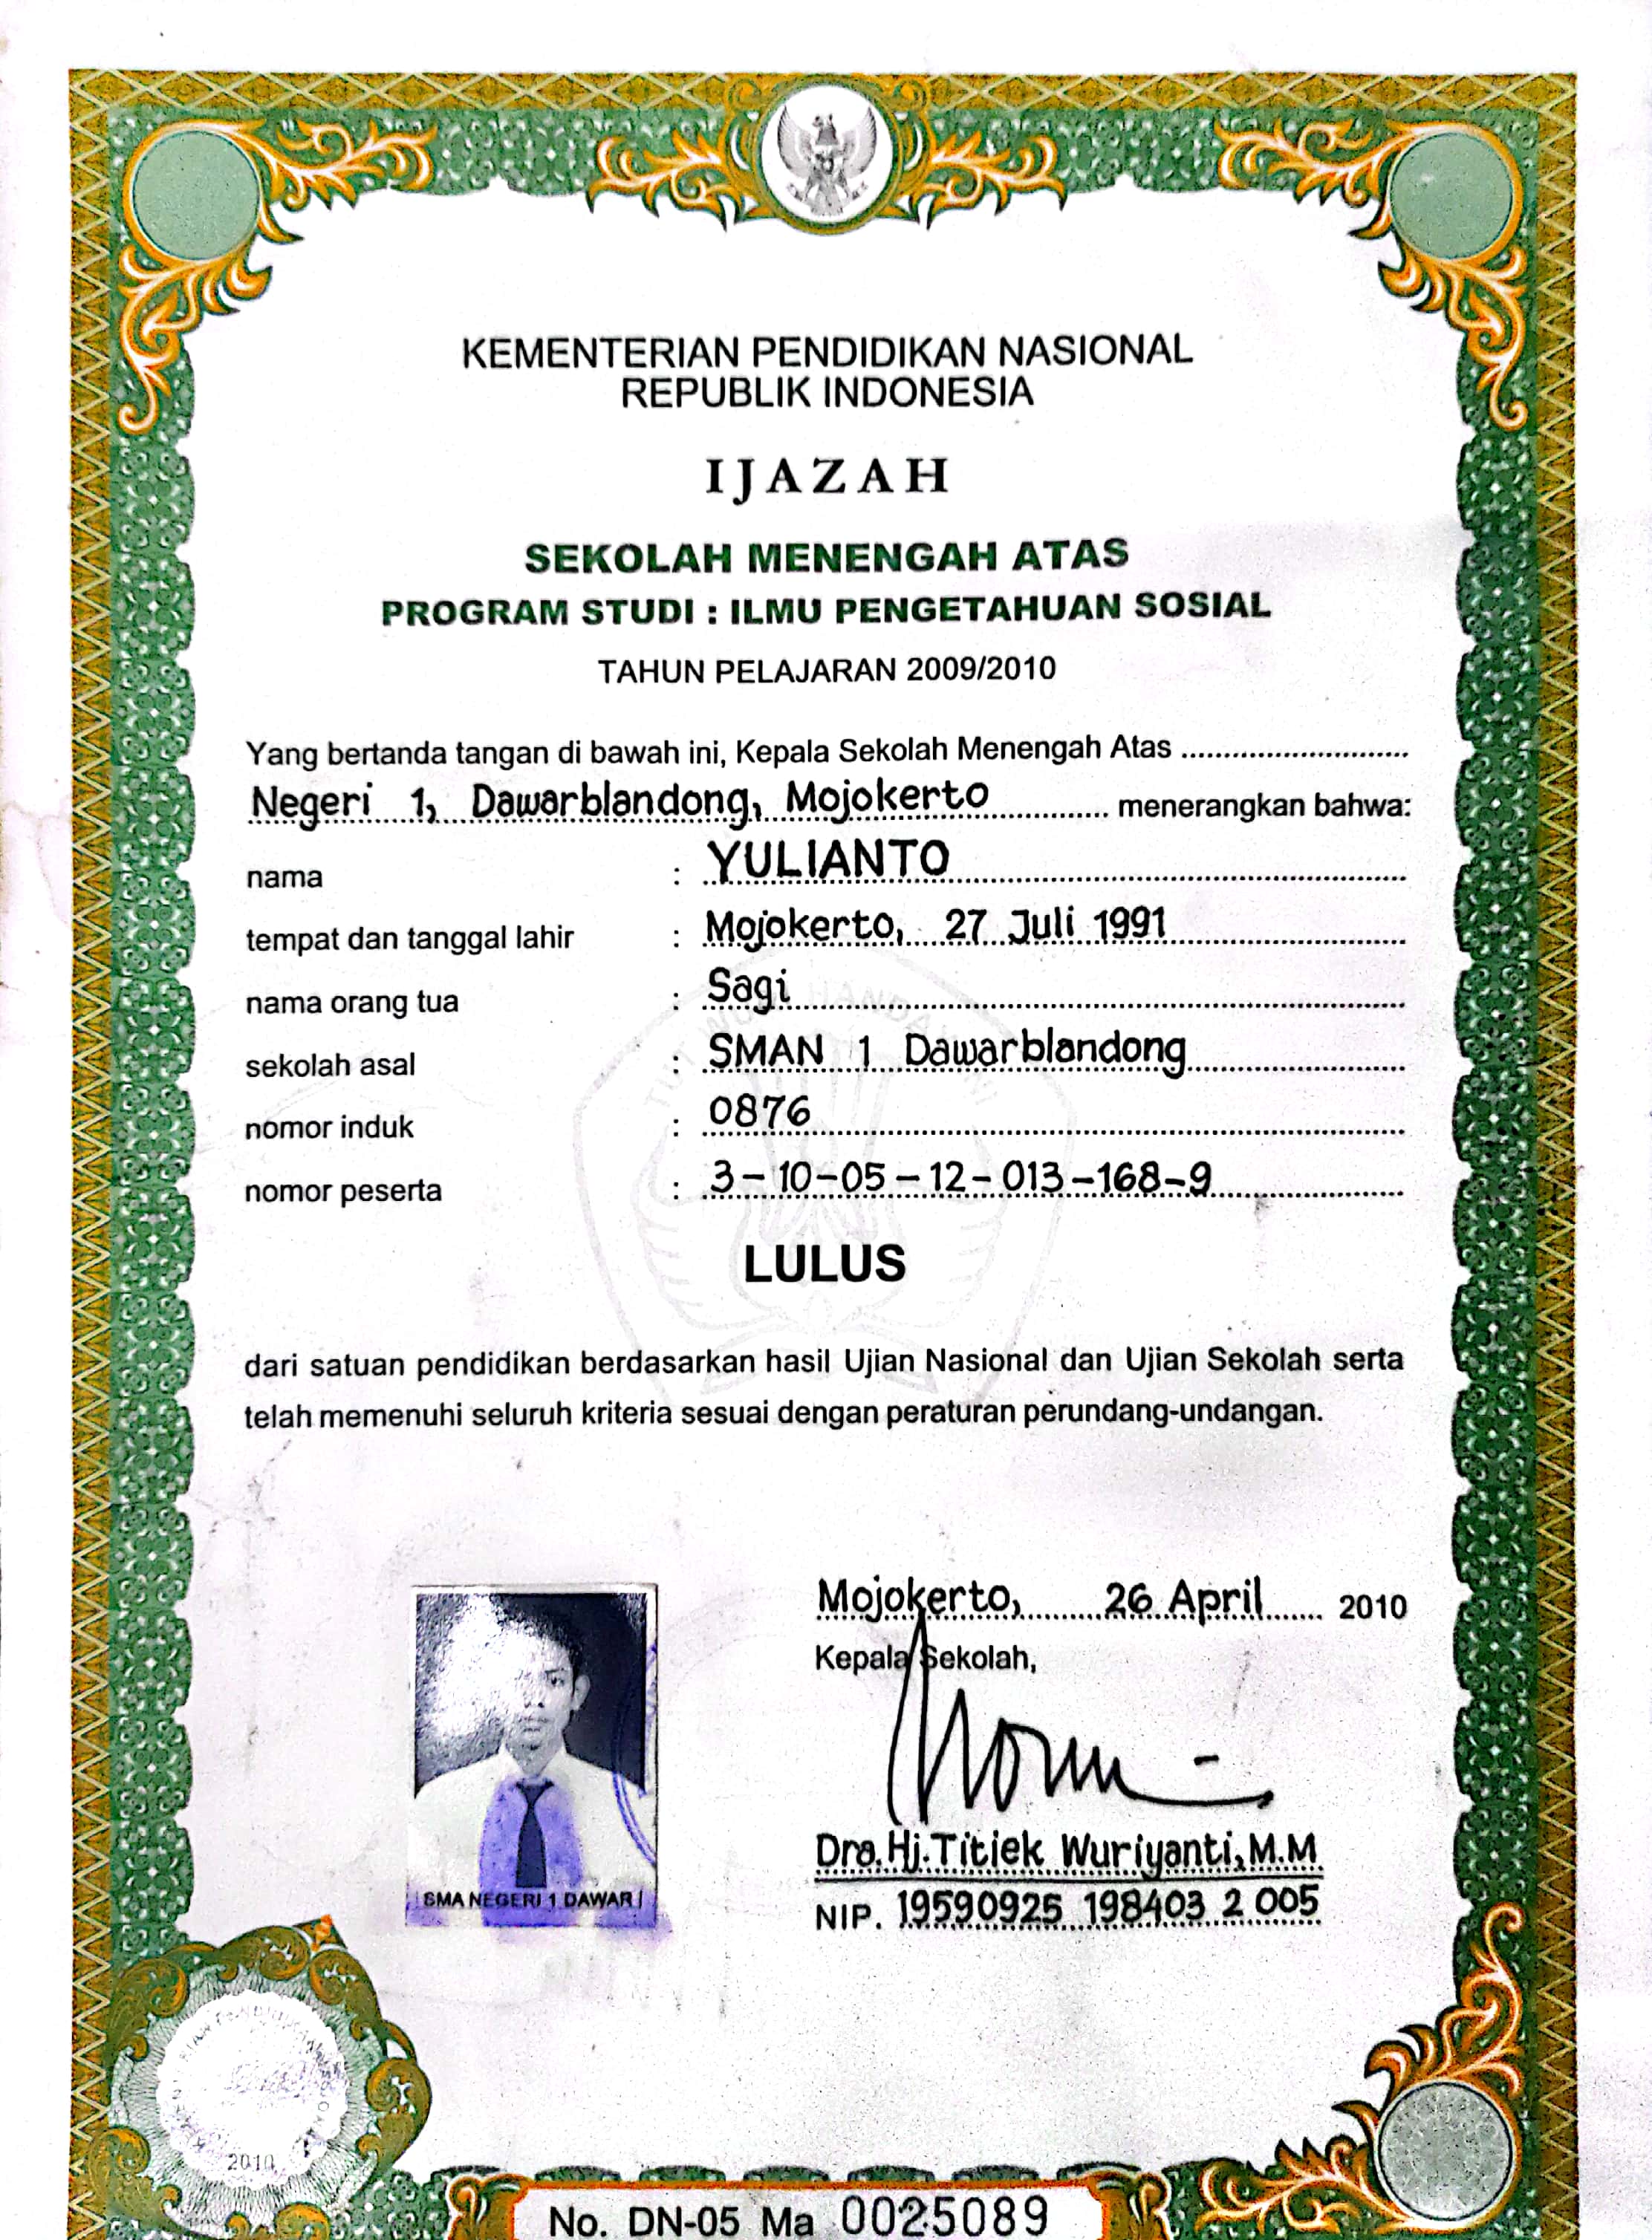 KEMENTERIAN PENDIDIKAN NASIONAL
REPUBLIK INDONESIA
IJAZAH
SEKOLAH MENENGAH ATAS
PROGRAM STUDI : ILMU PENGETAHUAN SOSIAL
TAHUN PELAJARAN 2009/2010
Yang bertanda tangan di bawah ini, Kepala Sekolah Menengah Atas
Negeri 1, Dawarblandong, Mojokerto menerangkan bahwa:
nama : YULIANTO
tempat dan tanggal lahir : Mojokerto, 27 Juli 1991
nama orang tua : Sagi
sekolah asal : SMAN 1 Dawarblandong
nomor induk : 0876
nomor peserta : 3-10-05-12-013-168-9
LULUS
dari satuan pendidikan berdasarkan hasil Ujian Nasional dan Ujian Sekolah serta
telah memenuhi seluruh kriteria sesuai dengan peraturan perundang-undangan.
Mojokerto, 26 April 2010
Kepala Sekolah,
Dra. Hj. Titiek Wuriyanti, M.M
NIP. 19590925 198403 2 005
SMA NEGERI 1 DAWAR
2010
No. DN-05 Ma 0025089